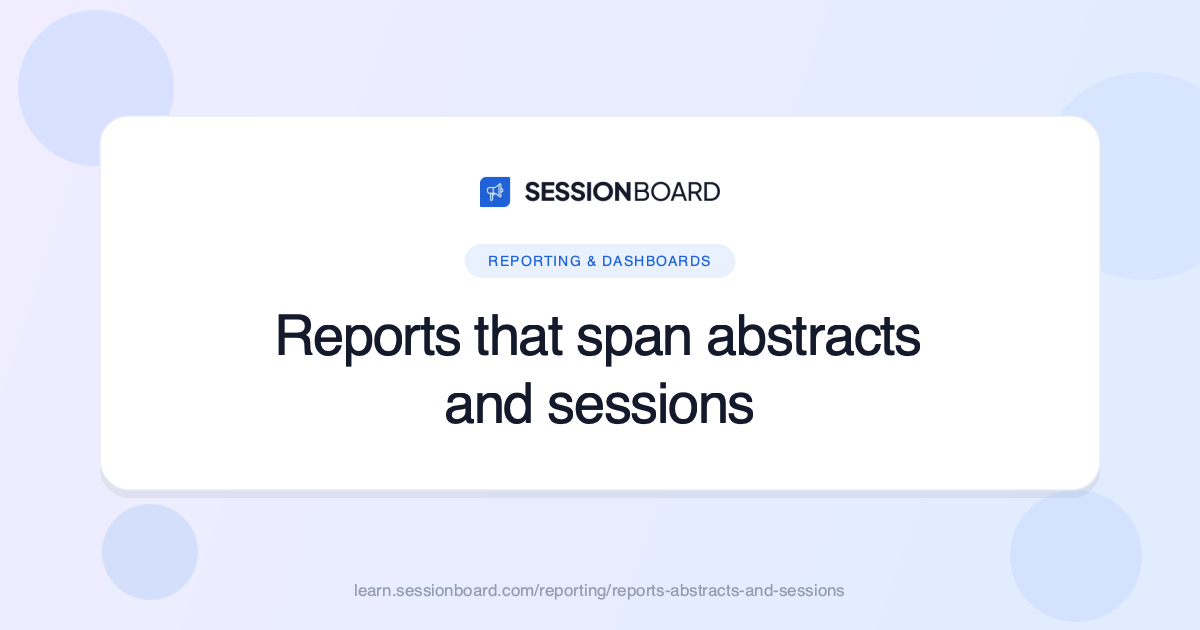 SESSIONBOARD
REPORTING & DASHBOARDS
Reports that span abstracts
and sessions
learn.sessionboard.com/reporting/reports-abstracts-and-sessions